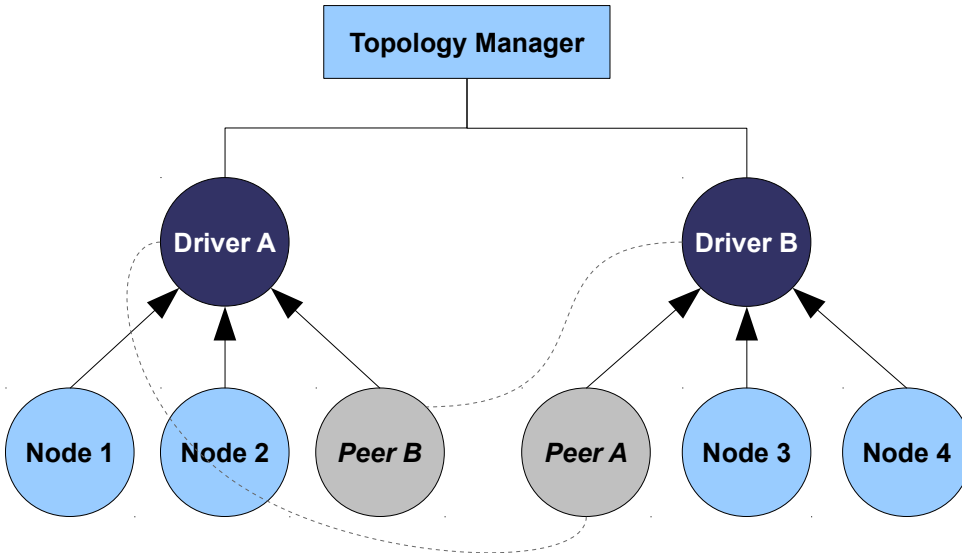 Topology Manager
Driver A
Driver B
Node 1
Node 2
Peer B
Peer A
Node 3
Node 4